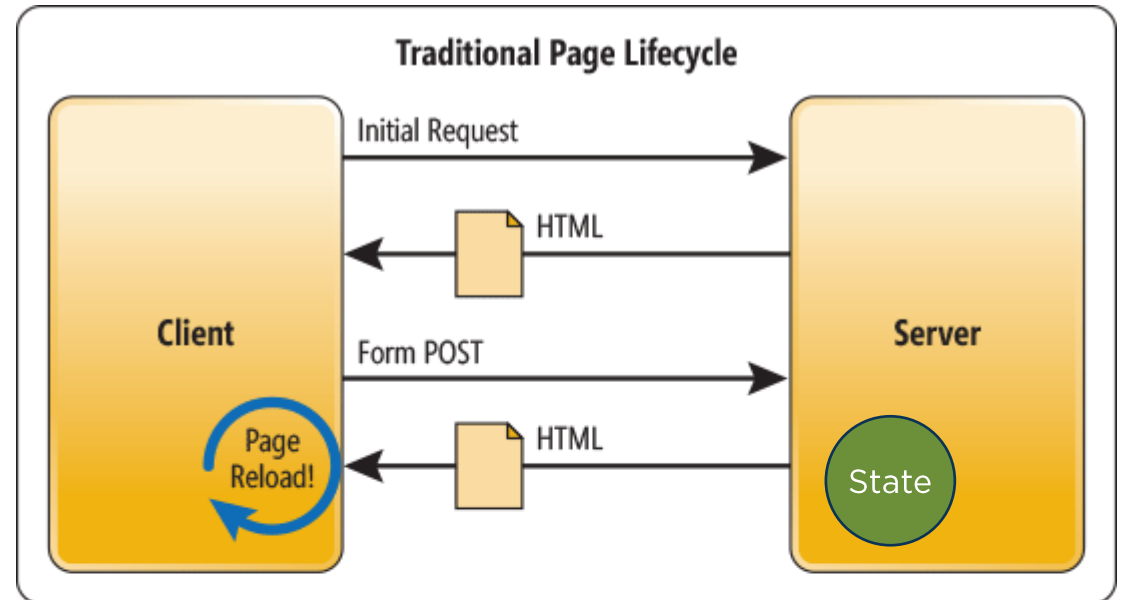 Traditional Page Lifecycle
Initial Request
HTML
Client
Server
Form POST
HTML
Page
Reload!
State